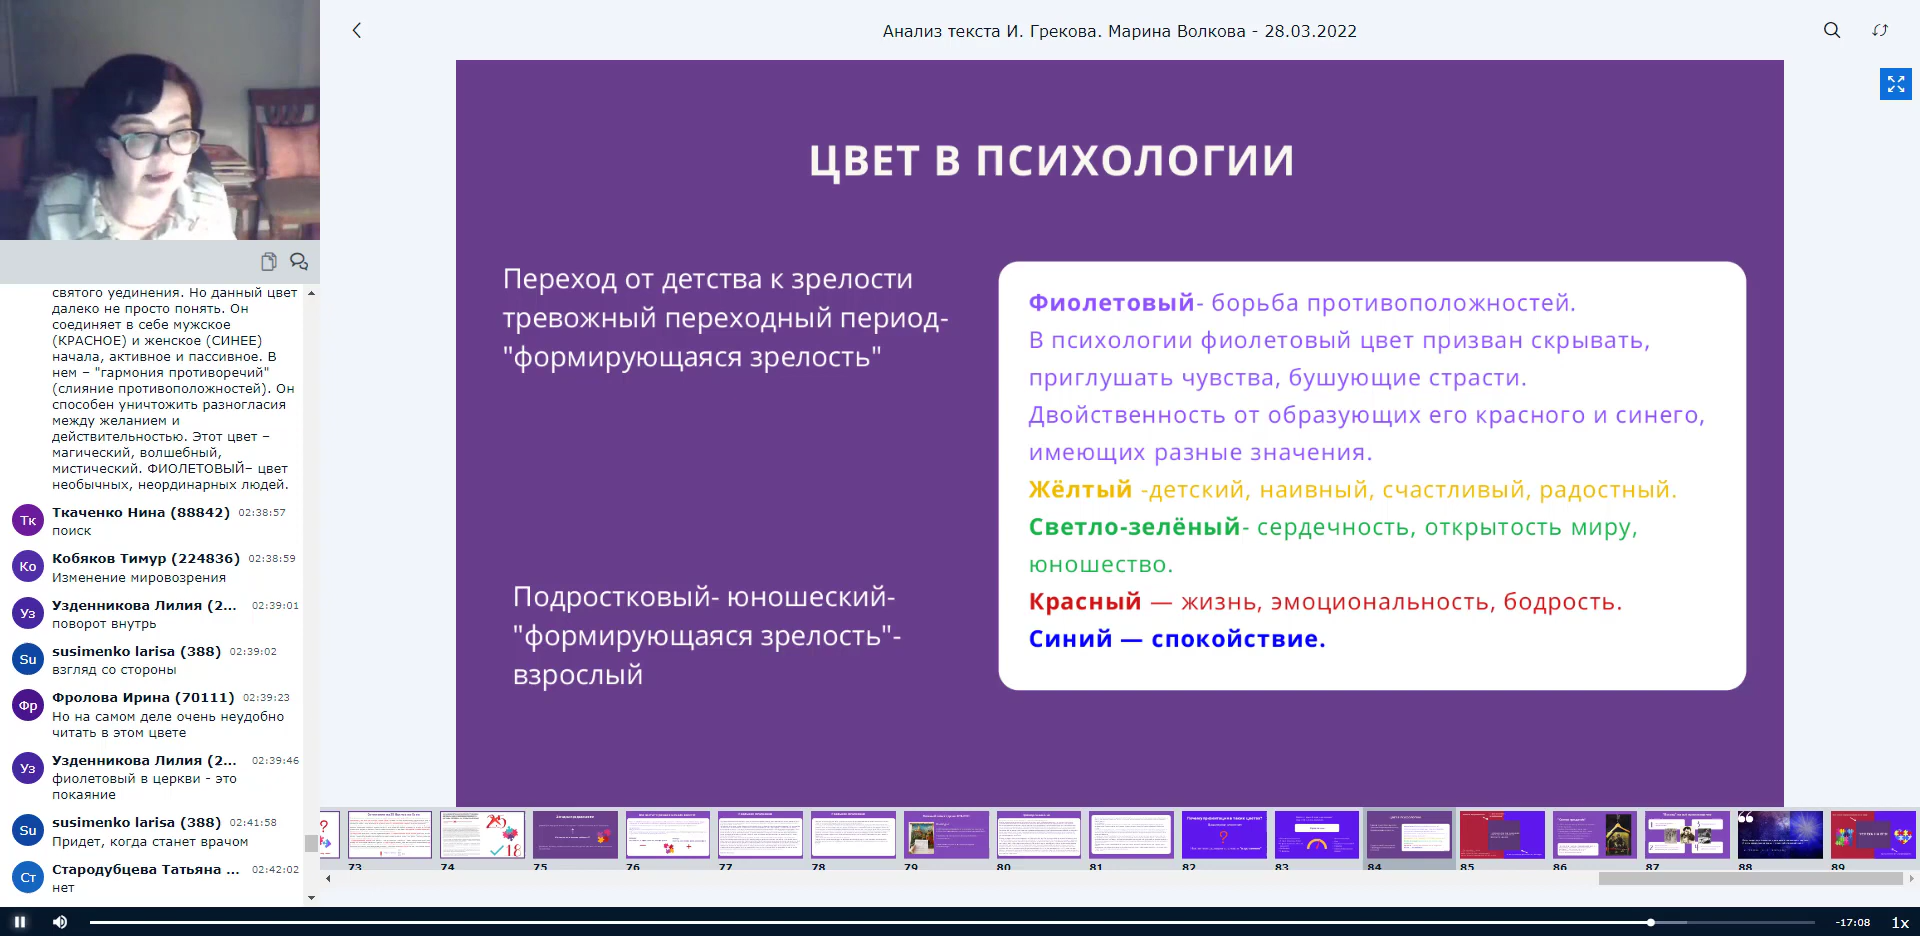 Анализ текста И. Грекова. Марина Волкова - 28.03.2022
святого уединения. Но данный цвет
далеко не просто понять. Он
соединяет в себе мужское
(КРАСНОЕ) и женское (СИНЕЕ)
начала, активное и пассивное. В
нем – "гармония противоречий"
(слияние противоположностей). Он
способен уничтожить разногласия
между желанием и
действительностью. Этот цвет –
магический, волшебный,
мистический. ФИОЛЕТОВЫЙ– цвет
необычных, неординарных людей.
Тк
Ткаченко Нина (88842) 02:38:57
поиск
Ко
Кобяков Тимур (224836) 02:38:59
Изменение мировозрения
Уз
Узденникова Лилия (2... 02:39:01
поворот внутрь
Su
susimenko larisa (388) 02:39:02
взгляд со стороны
Фр
Фролова Ирина (70111) 02:39:23
Но на самом деле очень неудобно
читать в этом цвете
Уз
Узденникова Лилия (2... 02:39:46
фиолетовый в церкви - это
покаяние
Su
susimenko larisa (388) 02:41:58
Придет, когда станет врачом
Ст
Стародубцева Татьяна ... 02:42:02
нет
ЦВЕТ В ПСИХОЛОГИИ
Переход от детства к зрелости
тревожный переходный период-
"формирующаяся зрелость"
Подростковый- юношеский-
"формирующаяся зрелость"-
взрослый
Фиолетовый- борьба противоположностей.
В психологии фиолетовый цвет призван скрывать,
приглушать чувства, бушующие страсти.
Двойственность от образующих его красного и синего,
имеющих разные значения.
Жёлтый -детский, наивный, счастливый, радостный.
Светло-зелёный- сердечность, открытость миру,
юношество.
Красный — жизнь, эмоциональность, бодрость.
Синий — спокойствие.
73 74 75 76 77 78 79 80 81 82 83 84 85 86 87 88 89
-17:08 1x